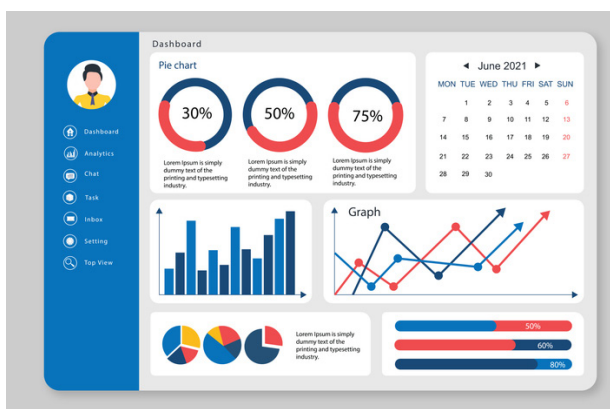 Dashboard
Dashboard
Analytics
Chat
Task
Inbox
Setting
Top View
Pie chart
30%
50%
75%
Lorem Ipsum is simply
dummy text of the
printing and typesetting
industry.
Lorem Ipsum is simply
dummy text of the
printing and typesetting
industry.
Lorem Ipsum is simply
dummy text of the
printing and typesetting
industry.
June 2021
MON TUE WED THU FRI SAT SUN
1 2 3 4 5 6
7 8 9 10 11 12 13
14 15 16 17 18 19 20
21 22 23 24 25 26 27
28 29 30
Graph
Lorem Ipsum is simply
dummy text of the
printing and typesetting
industry.
50%
60%
80%